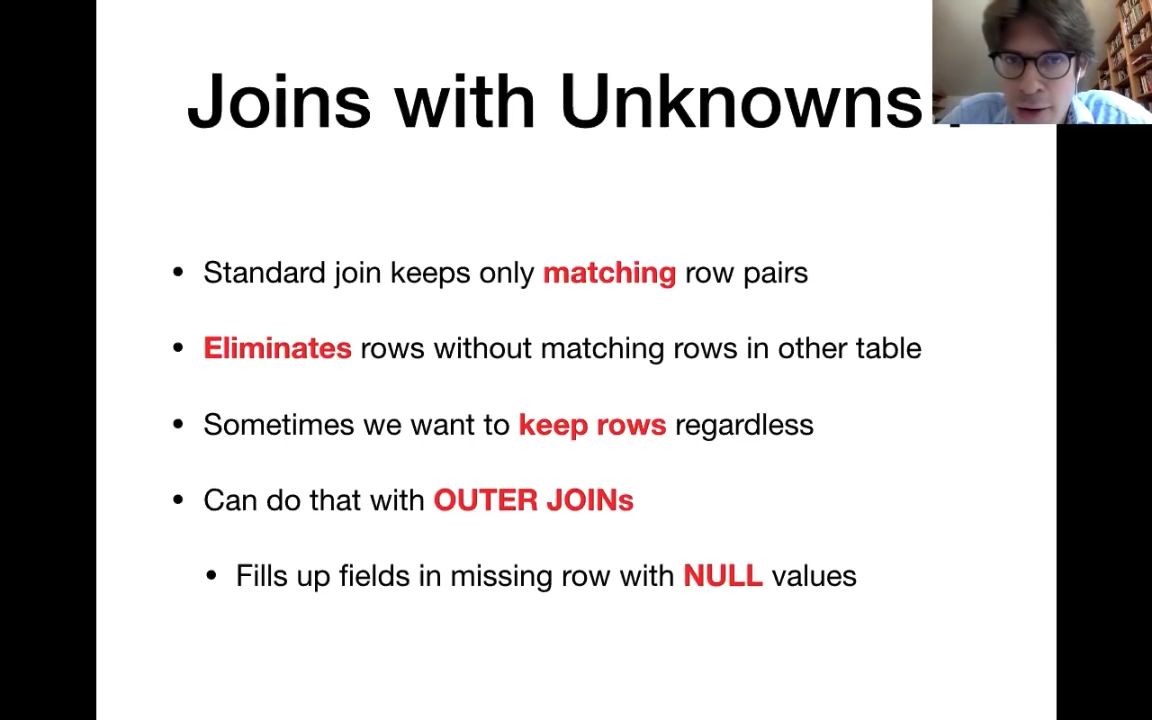 Joins with Unknowns
• Standard join keeps only matching row pairs
• Eliminates rows without matching rows in other table
• Sometimes we want to keep rows regardless
• Can do that with OUTER JOINs
• Fills up fields in missing row with NULL values